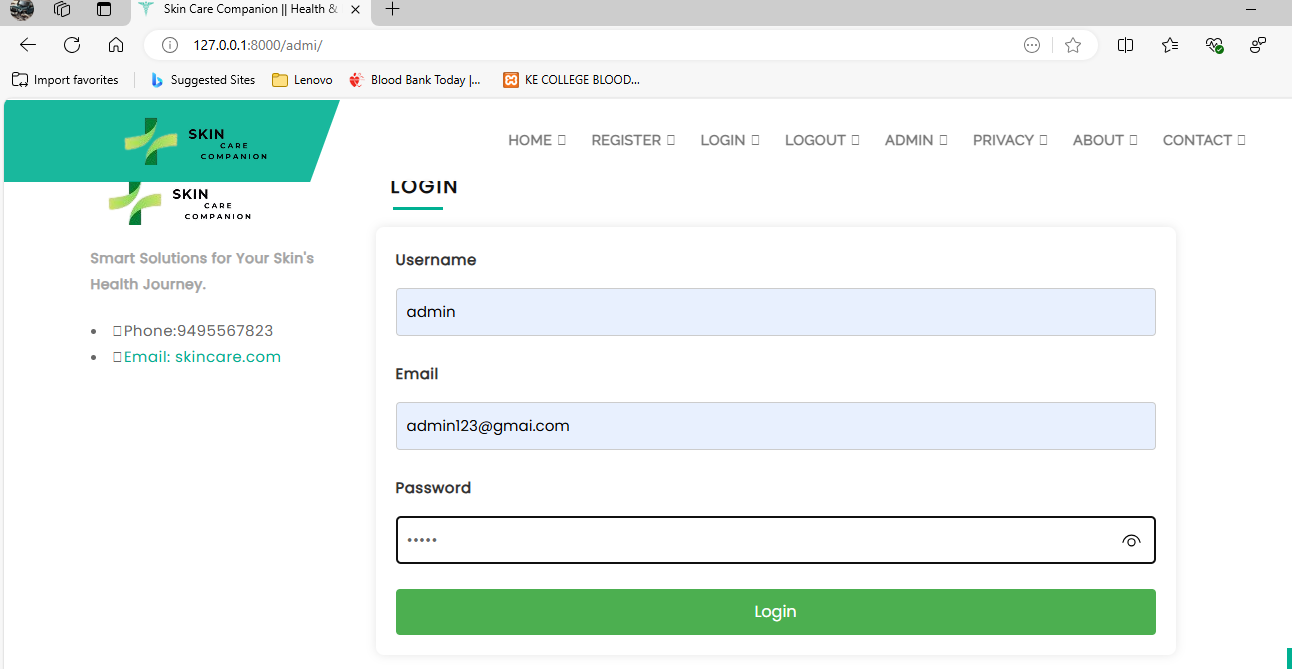 Skin Care Companion || Health &
127.0.0.1:8000/admi/
Import favorites
Suggested Sites
Lenovo
Blood Bank Today |...
KE COLLEGE BLOOD...
SKIN
CARE
COMPANION
HOME
REGISTER
LOGIN
LOGOUT
ADMIN
PRIVACY
ABOUT
CONTACT
SKIN
CARE
COMPANION
Smart Solutions for Your Skin's
Health Journey.
Phone:9495567823
Email: skincare.com
LOGIN
Username
admin
Email
admin123@gmai.com
Password
•••••
Login